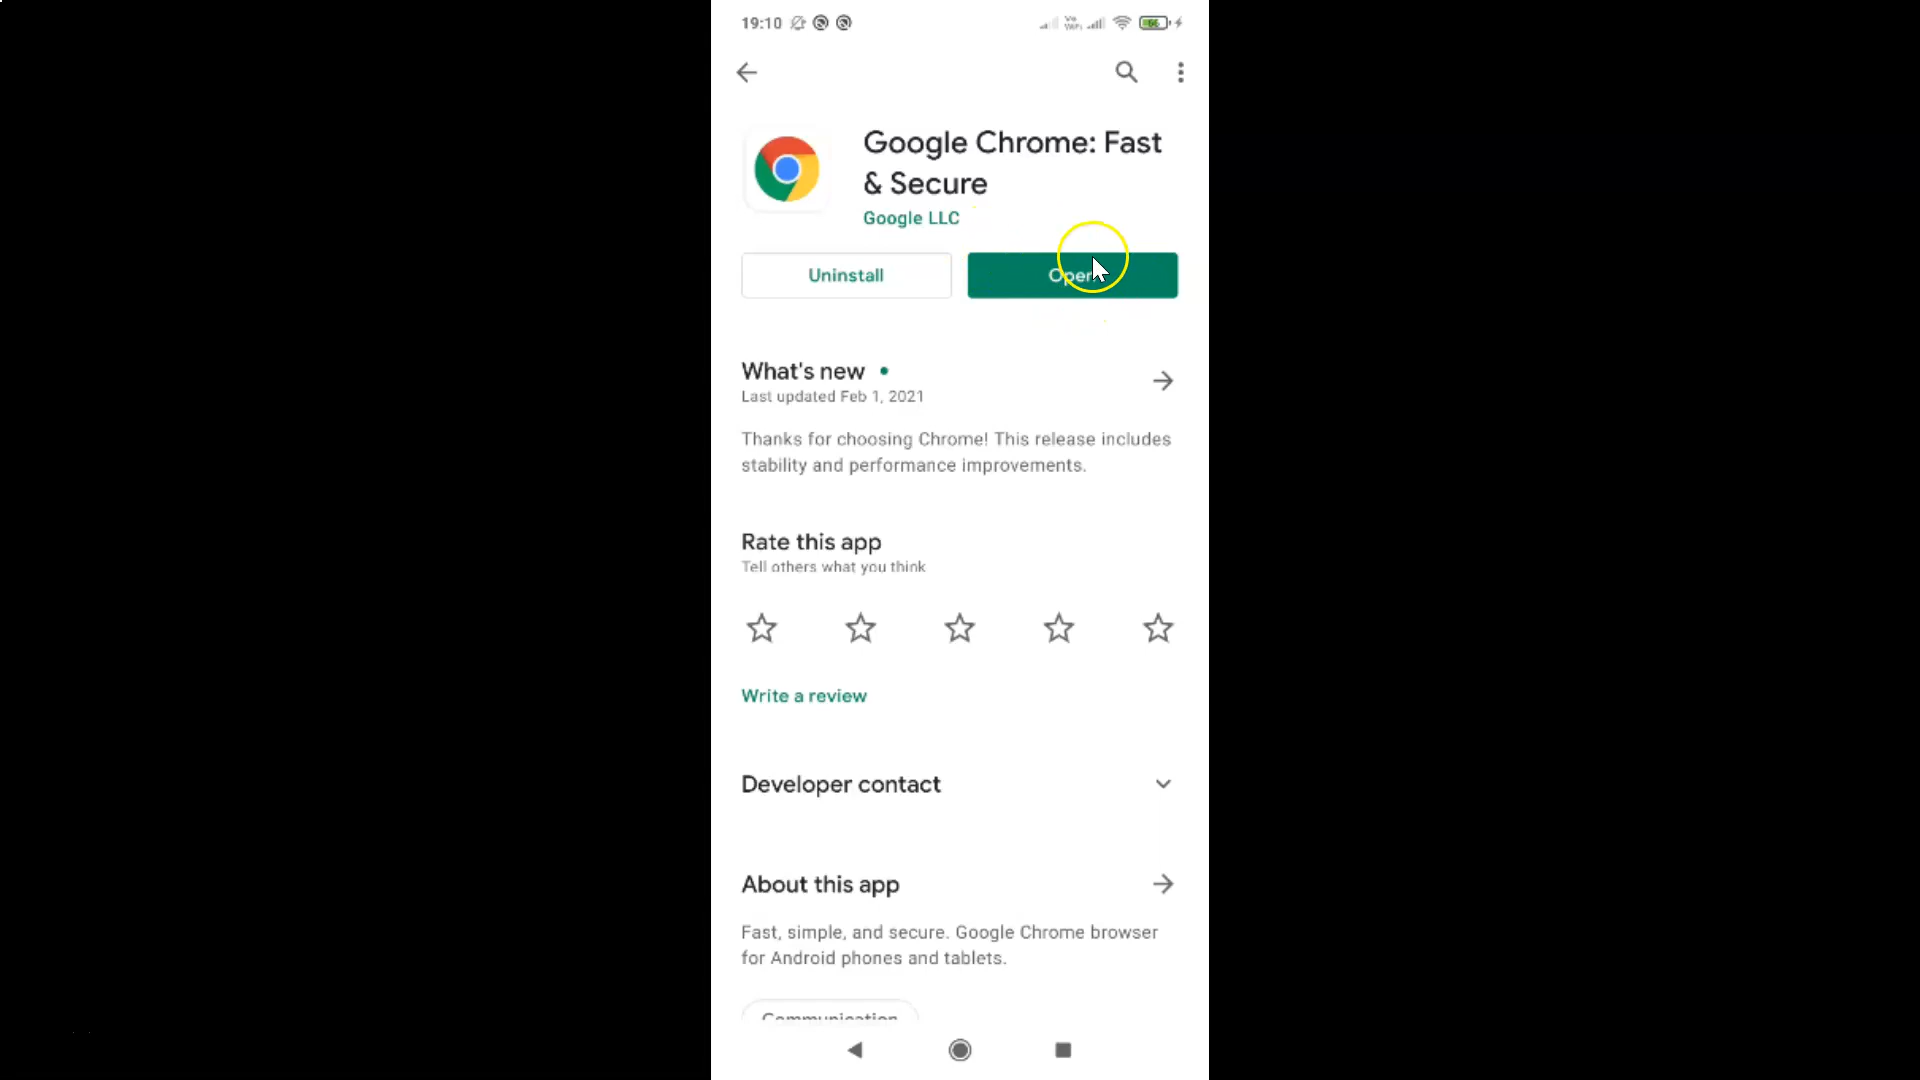 19:10
Google Chrome: Fast
& Secure
Google LLC
Uninstall
Open
What's new
Last updated Feb 1, 2021
Thanks for choosing Chrome! This release includes
stability and performance improvements.
Rate this app
Tell others what you think
Write a review
Developer contact
About this app
Fast, simple, and secure. Google Chrome browser
for Android phones and tablets.
Communication